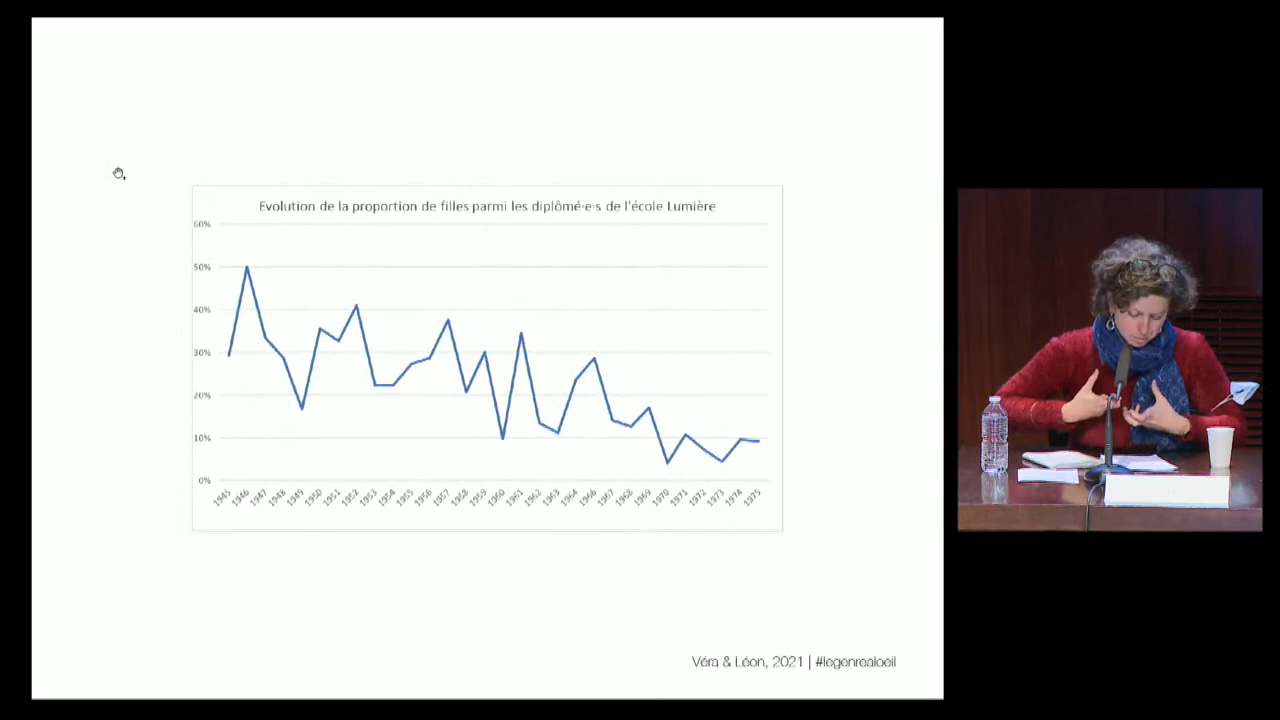 Evolution de la proportion de filles parmi les diplômé·e·s de l'école Lumière
60%
50%
40%
30%
20%
10%
0%
1945 1946 1947 1948 1949 1950 1951 1952 1953 1954 1955 1956 1957 1958 1959 1960 1961 1962 1963 1964 1966 1967 1968 1969 1970 1971 1972 1973 1974 1975
Véra & Léon, 2021 | #legenrealoeil